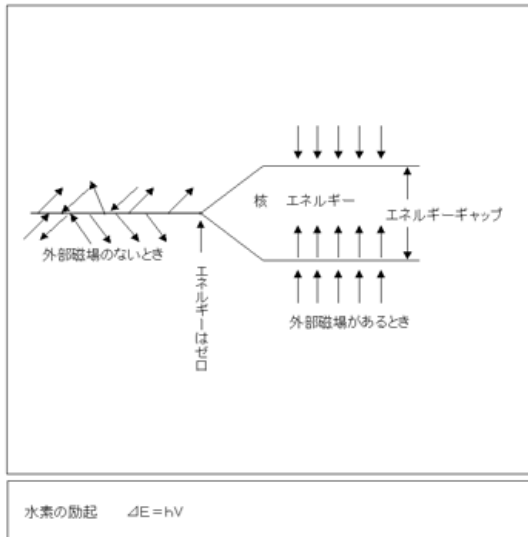 核　エネルギー
エネルギーギャップ
外部磁場のないとき
エネルギーはゼロ
外部磁場があるとき
水素の励起　⊿E=hV